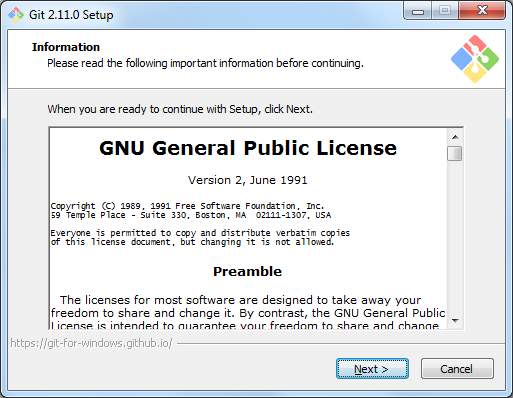 Git 2.11.0 Setup
Information
Please read the following important information before continuing.
When you are ready to continue with Setup, click Next.
GNU General Public License
Version 2, June 1991
Copyright (C) 1989, 1991 Free Software Foundation, Inc.
59 Temple Place - Suite 330, Boston, MA  02111-1307, USA
Everyone is permitted to copy and distribute verbatim copies
of this license document, but changing it is not allowed.
Preamble
The licenses for most software are designed to take away your
freedom to share and change it. By contrast, the GNU General Public
License is intended to guarantee your freedom to share and change
https://git-for-windows.github.io/
Next >
Cancel